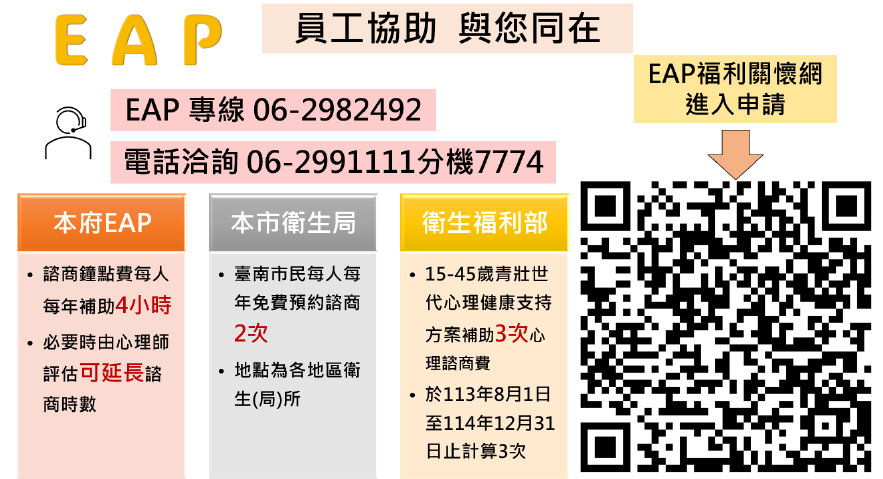 EAP
員工協助 與您同在
EAP福利關懷網
進入申請
EAP 專線 06-2982492
電話洽詢 06-2991111分機7774
本府EAP
• 諮商鐘點費每人
每年補助4小時
• 必要時由心理師
評估可延長諮
商時數
本市衛生局
• 臺南市民每人每
年免費預約諮商
2次
• 地點為各地區衛
生(局)所
衛生福利部
• 15-45歲青壯世
代心理健康支持
方案補助3次心
理諮商費
• 於113年8月1日
至114年12月31
日止計算3次